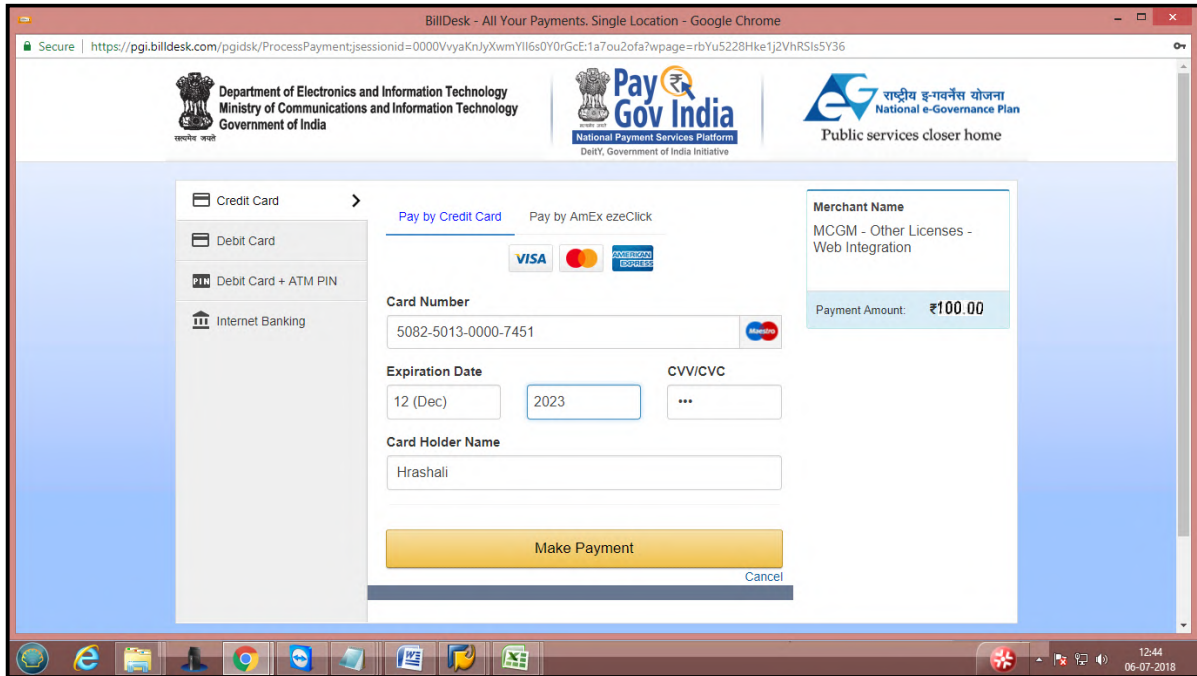 BillDesk - All Your Payments. Single Location - Google Chrome
Secure | https://pgi.billdesk.com/pgidsk/ProcessPayment;jsessionid=0000VvyaKnJyXwmYIl6s0Y0rGcE:1a7ou2ofa?wpage=rbYu5228Hke1j2VhRSIs5Y36
Department of Electronics and Information Technology
Ministry of Communications and Information Technology
Government of India
सत्यमेव जयते
Pay
Gov India
National Payment Services Platform
DeitY, Government of India Initiative
राष्ट्रीय इ-गवर्नेंस योजना
National e-Governance Plan
Public services closer home
Credit Card
Debit Card
PIN Debit Card + ATM PIN
Internet Banking
Pay by Credit Card Pay by AmEx ezeClick
VISA AMERICAN EXPRESS
Card Number
5082-5013-0000-7451 Maestro
Expiration Date CVV/CVC
12 (Dec) 2023 •••
Card Holder Name
Hrashali
Make Payment
Cancel
Merchant Name
MCGM - Other Licenses -
Web Integration
Payment Amount: ₹100.00
12:44
06-07-2018